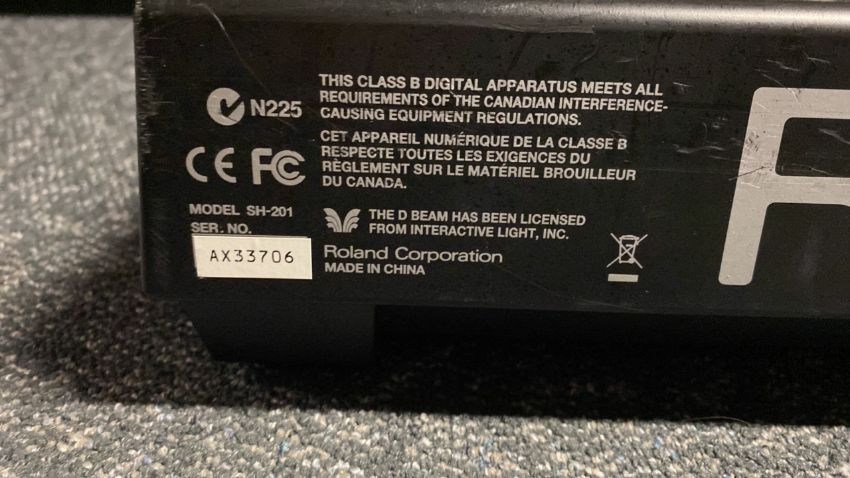 N225
THIS CLASS B DIGITAL APPARATUS MEETS ALL
REQUIREMENTS OF THE CANADIAN INTERFERENCE-
CAUSING EQUIPMENT REGULATIONS.
CET APPAREIL NUMÉRIQUE DE LA CLASSE B
RESPECTE TOUTES LES EXIGENCES DU
RÈGLEMENT SUR LE MATÉRIEL BROUILLEUR
DU CANADA.
CE FC
MODEL SH-201
SER. NO.
AX33706
THE D BEAM HAS BEEN LICENSED
FROM INTERACTIVE LIGHT, INC.
Roland Corporation
MADE IN CHINA